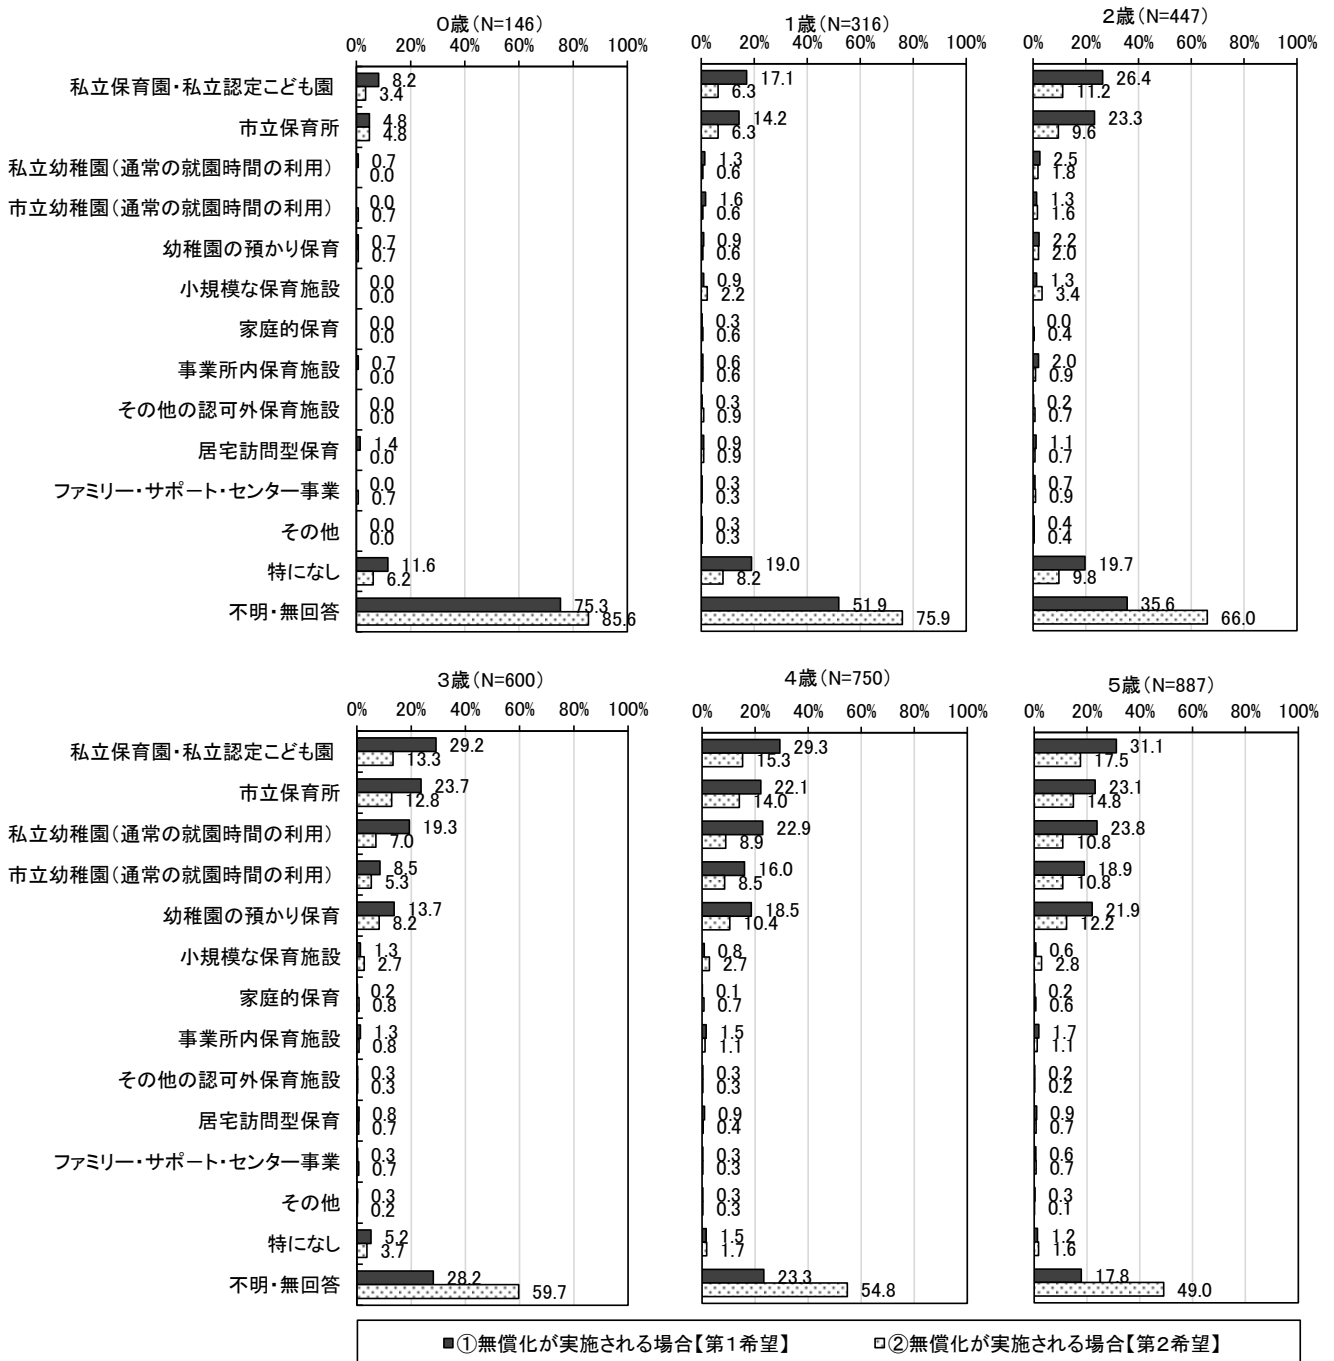 ０歳(N=146)
0% 20% 40% 60% 80% 100%
１歳(N=316)
0% 20% 40% 60% 80% 100%
２歳(N=447)
0% 20% 40% 60% 80% 100%
私立保育園・私立認定こども園 8.2 3.4 17.1 6.3 26.4 11.2
市立保育所 4.8 4.8 14.2 6.3 23.3 9.6
私立幼稚園(通常の就園時間の利用) 0.7 0.0 1.3 0.6 2.5 1.8
市立幼稚園(通常の就園時間の利用) 0.0 0.7 1.6 0.6 1.3 1.6
幼稚園の預かり保育 0.7 0.7 0.9 0.6 2.2 2.0
小規模な保育施設 0.0 0.0 0.9 2.2 1.3 3.4
家庭的保育 0.0 0.0 0.3 0.6 0.0 0.4
事業所内保育施設 0.7 0.0 0.6 0.6 2.0 0.9
その他の認可外保育施設 0.0 0.0 0.3 0.9 0.2 0.7
居宅訪問型保育 1.4 0.0 0.9 0.9 1.1 0.7
ファミリー・サポート・センター事業 0.0 0.7 0.3 0.3 0.7 0.9
その他 0.0 0.0 0.3 0.3 0.4 0.4
特になし 11.6 6.2 19.0 8.2 19.7 9.8
不明・無回答 75.3 85.6 51.9 75.9 35.6 66.0
３歳(N=600)
0% 20% 40% 60% 80% 100%
４歳(N=750)
0% 20% 40% 60% 80% 100%
５歳(N=887)
0% 20% 40% 60% 80% 100%
私立保育園・私立認定こども園 29.2 13.3 29.3 15.3 31.1 17.5
市立保育所 23.7 12.8 22.1 14.0 23.1 14.8
私立幼稚園(通常の就園時間の利用) 19.3 7.0 22.9 8.9 23.8 10.8
市立幼稚園(通常の就園時間の利用) 8.5 5.3 16.0 8.5 18.9 10.8
幼稚園の預かり保育 13.7 8.2 18.5 10.4 21.9 12.2
小規模な保育施設 1.3 2.7 0.8 2.7 0.6 2.8
家庭的保育 0.2 0.8 0.1 0.7 0.2 0.6
事業所内保育施設 1.3 0.8 1.5 1.1 1.7 1.1
その他の認可外保育施設 0.3 0.3 0.3 0.3 0.2 0.2
居宅訪問型保育 0.8 0.7 0.9 0.4 0.9 0.7
ファミリー・サポート・センター事業 0.3 0.7 0.3 0.3 0.6 0.7
その他 0.3 0.2 0.3 0.3 0.3 0.1
特になし 5.2 3.7 1.5 1.7 1.2 1.6
不明・無回答 28.2 59.7 23.3 54.8 17.8 49.0
①無償化が実施される場合【第１希望】 ②無償化が実施される場合【第２希望】